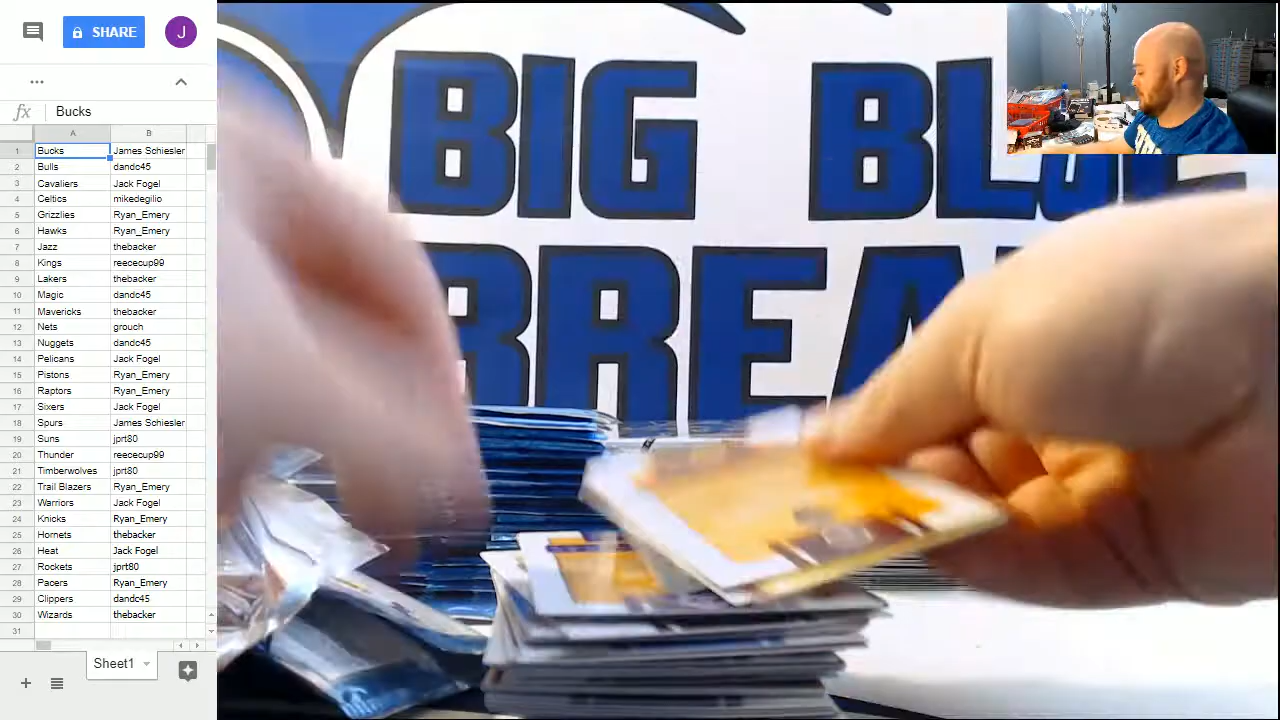 SHARE
J
...
fx Bucks
A B
1 Bucks James Schiesler
2 Bulls dandc45
3 Cavaliers Jack Fogel
4 Celtics mikedegilio
5 Grizzlies Ryan_Emery
6 Hawks Ryan_Emery
7 Jazz thebacker
8 Kings reececup99
9 Lakers thebacker
10 Magic dandc45
11 Mavericks thebacker
12 Nets grouch
13 Nuggets dandc45
14 Pelicans Jack Fogel
15 Pistons Ryan_Emery
16 Raptors Ryan_Emery
17 Sixers Jack Fogel
18 Spurs James Schiesler
19 Suns jprt80
20 Thunder reececup99
21 Timberwolves jprt80
22 Trail Blazers Ryan_Emery
23 Warriors Jack Fogel
24 Knicks Ryan_Emery
25 Hornets thebacker
26 Heat Jack Fogel
27 Rockets jprt80
28 Pacers Ryan_Emery
29 Clippers dandc45
30 Wizards thebacker
31
Sheet1
BIG BLUE
BREA